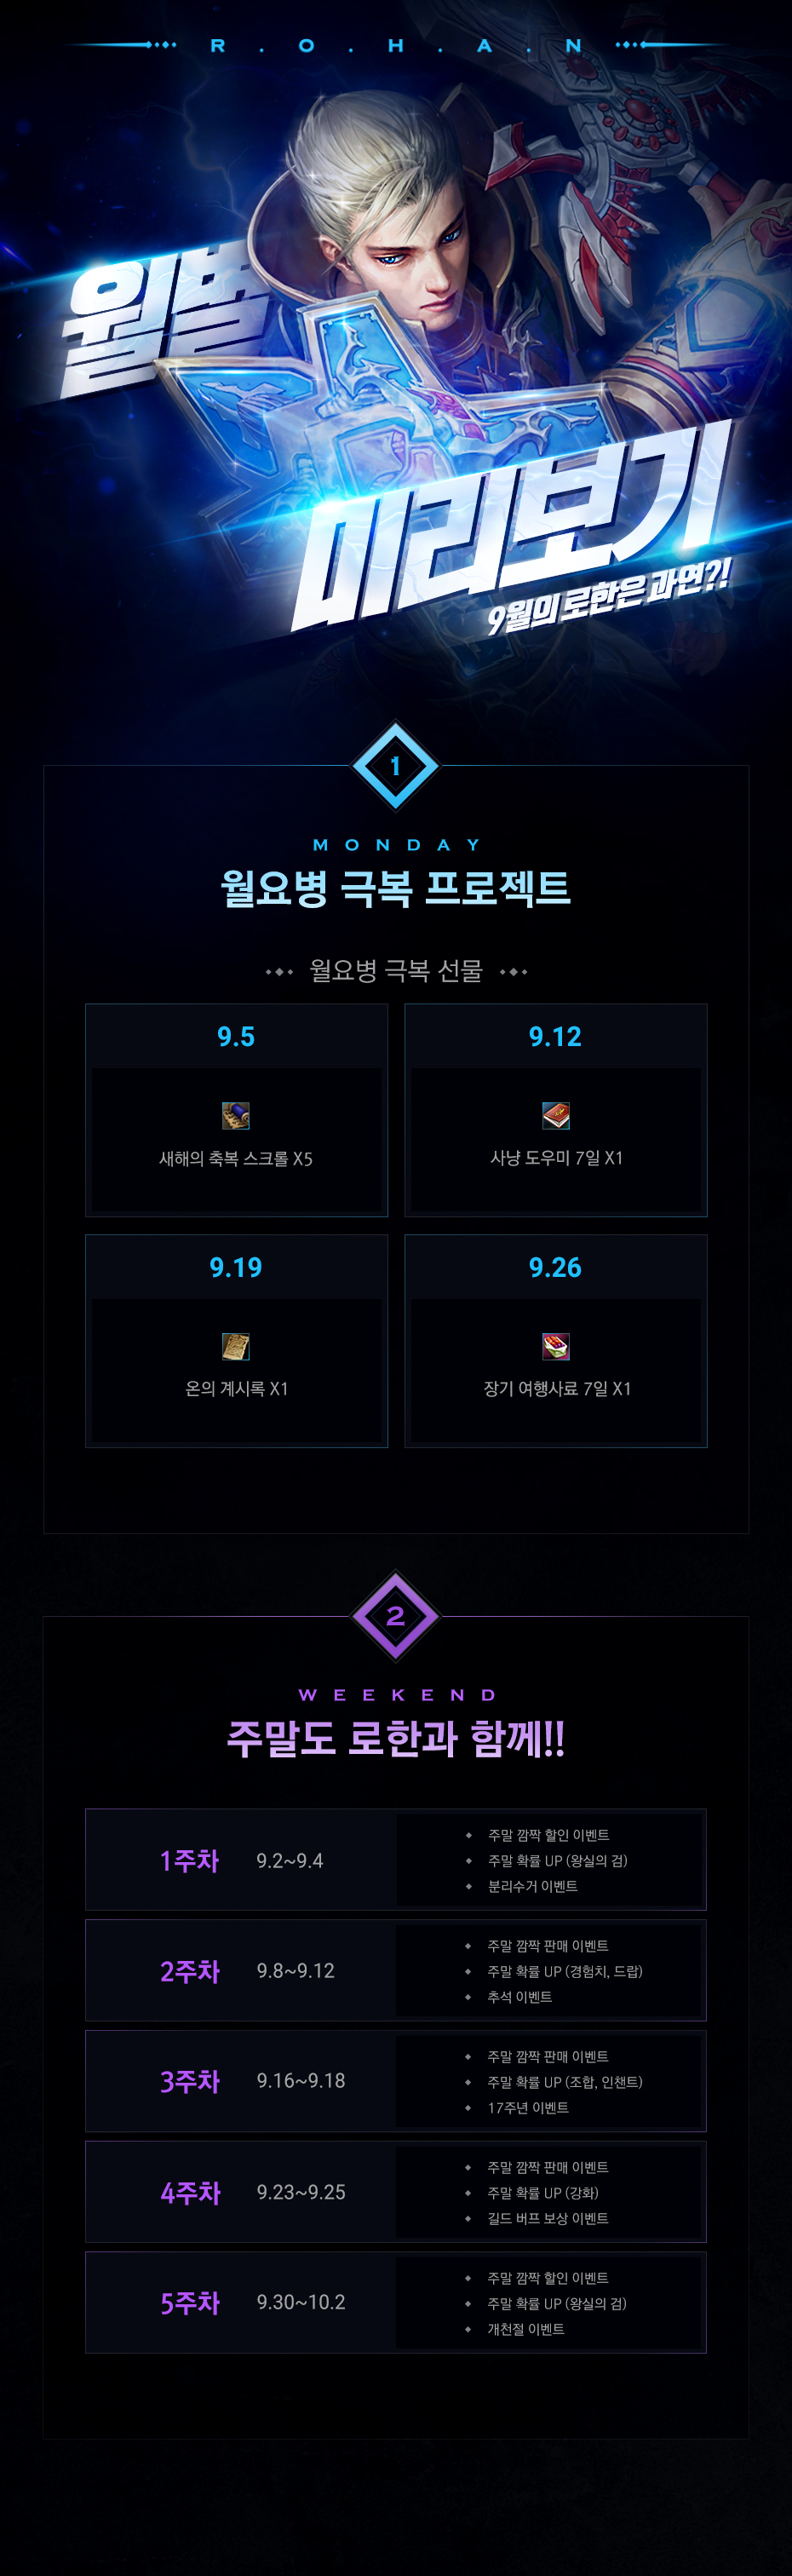 R . O . H . A . N
월별
미리보기
9월의 로한은 과연?!
1
MONDAY
월요병 극복 프로젝트
월요병 극복 선물
9.5
새해의 축복 스크롤 X5
9.12
사냥 도우미 7일 X1
9.19
온의 계시록 X1
9.26
장기 여행사료 7일 X1
2
WEEKEND
주말도 로한과 함께!!
1주차 9.2~9.4
주말 깜짝 할인 이벤트
주말 확률 UP (왕실의 검)
분리수거 이벤트
2주차 9.8~9.12
주말 깜짝 판매 이벤트
주말 확률 UP (경험치, 드랍)
추석 이벤트
3주차 9.16~9.18
주말 깜짝 판매 이벤트
주말 확률 UP (조합, 인챈트)
17주년 이벤트
4주차 9.23~9.25
주말 깜짝 판매 이벤트
주말 확률 UP (강화)
길드 버프 보상 이벤트
5주차 9.30~10.2
주말 깜짝 할인 이벤트
주말 확률 UP (왕실의 검)
개천절 이벤트